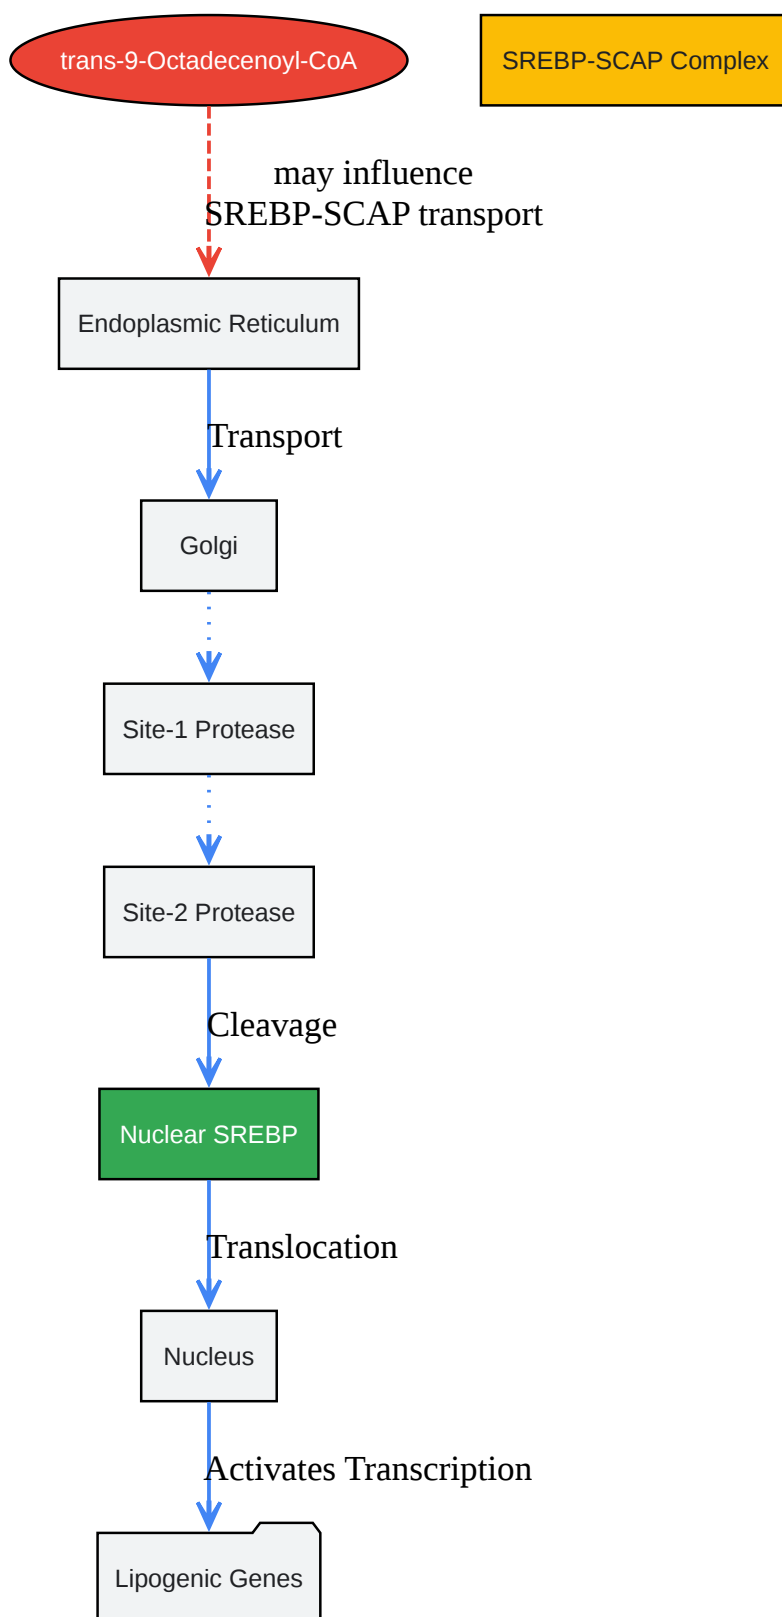 trans-9-Octadecenoyl-CoA
SREBP-SCAP Complex
may influence
SREBP-SCAP transport
Endoplasmic Reticulum
Transport
Golgi
Site-1 Protease
Site-2 Protease
Cleavage
Nuclear SREBP
Translocation
Nucleus
Activates Transcription
Lipogenic Genes